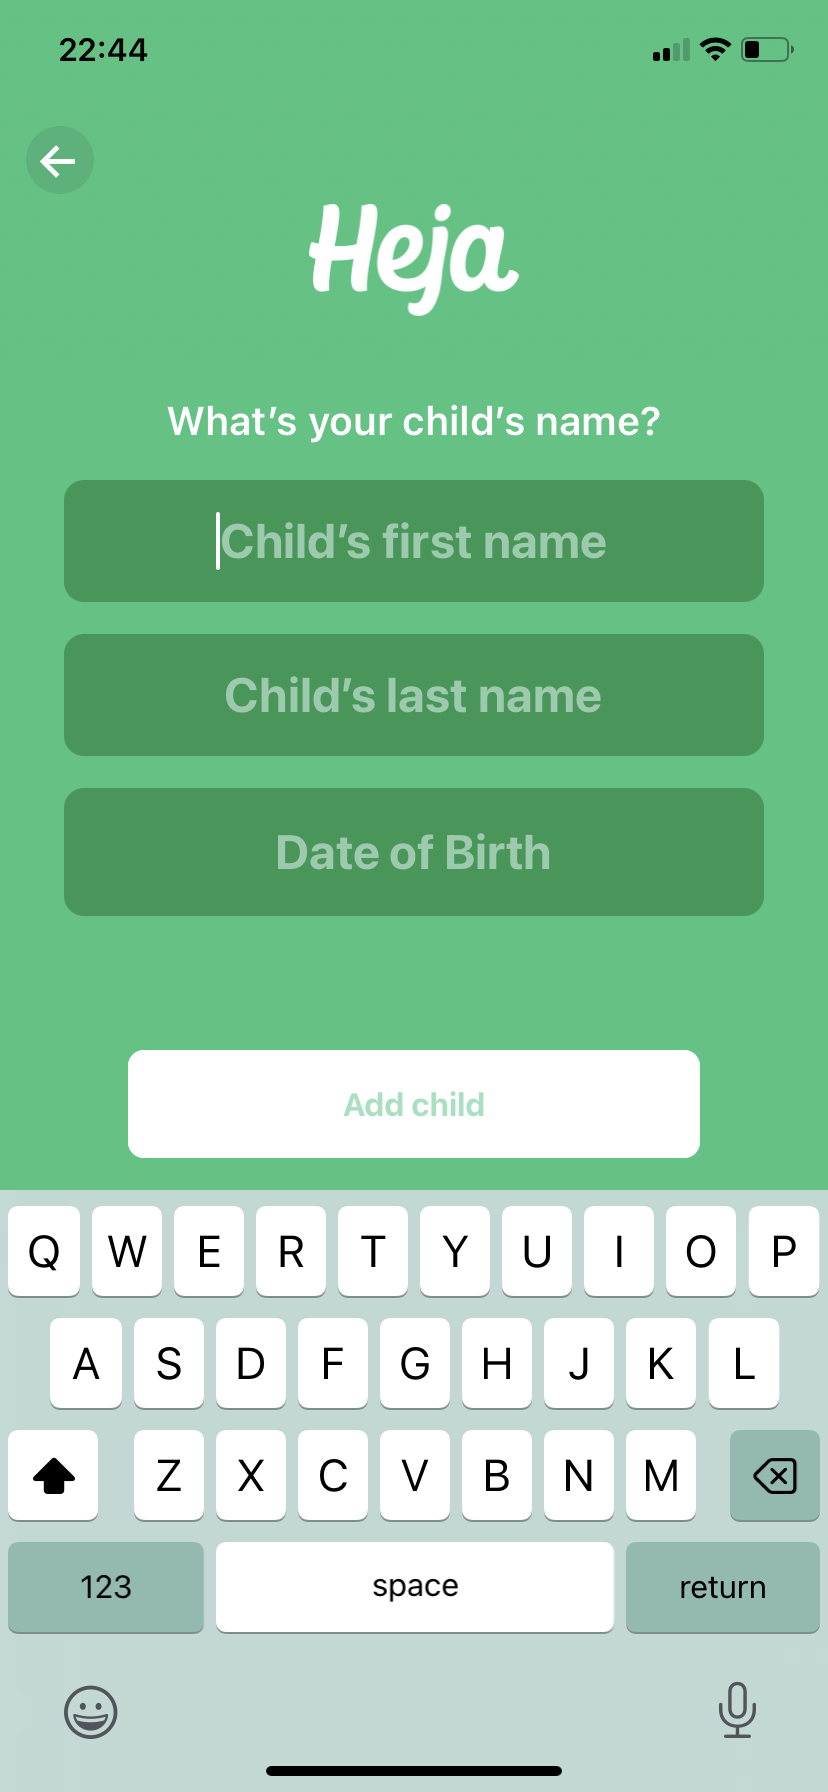 22:44
Heja
What’s your child’s name?
Child’s first name
Child’s last name
Date of Birth
Add child
Q W E R T Y U I O P
A S D F G H J K L
Z X C V B N M
123 space return